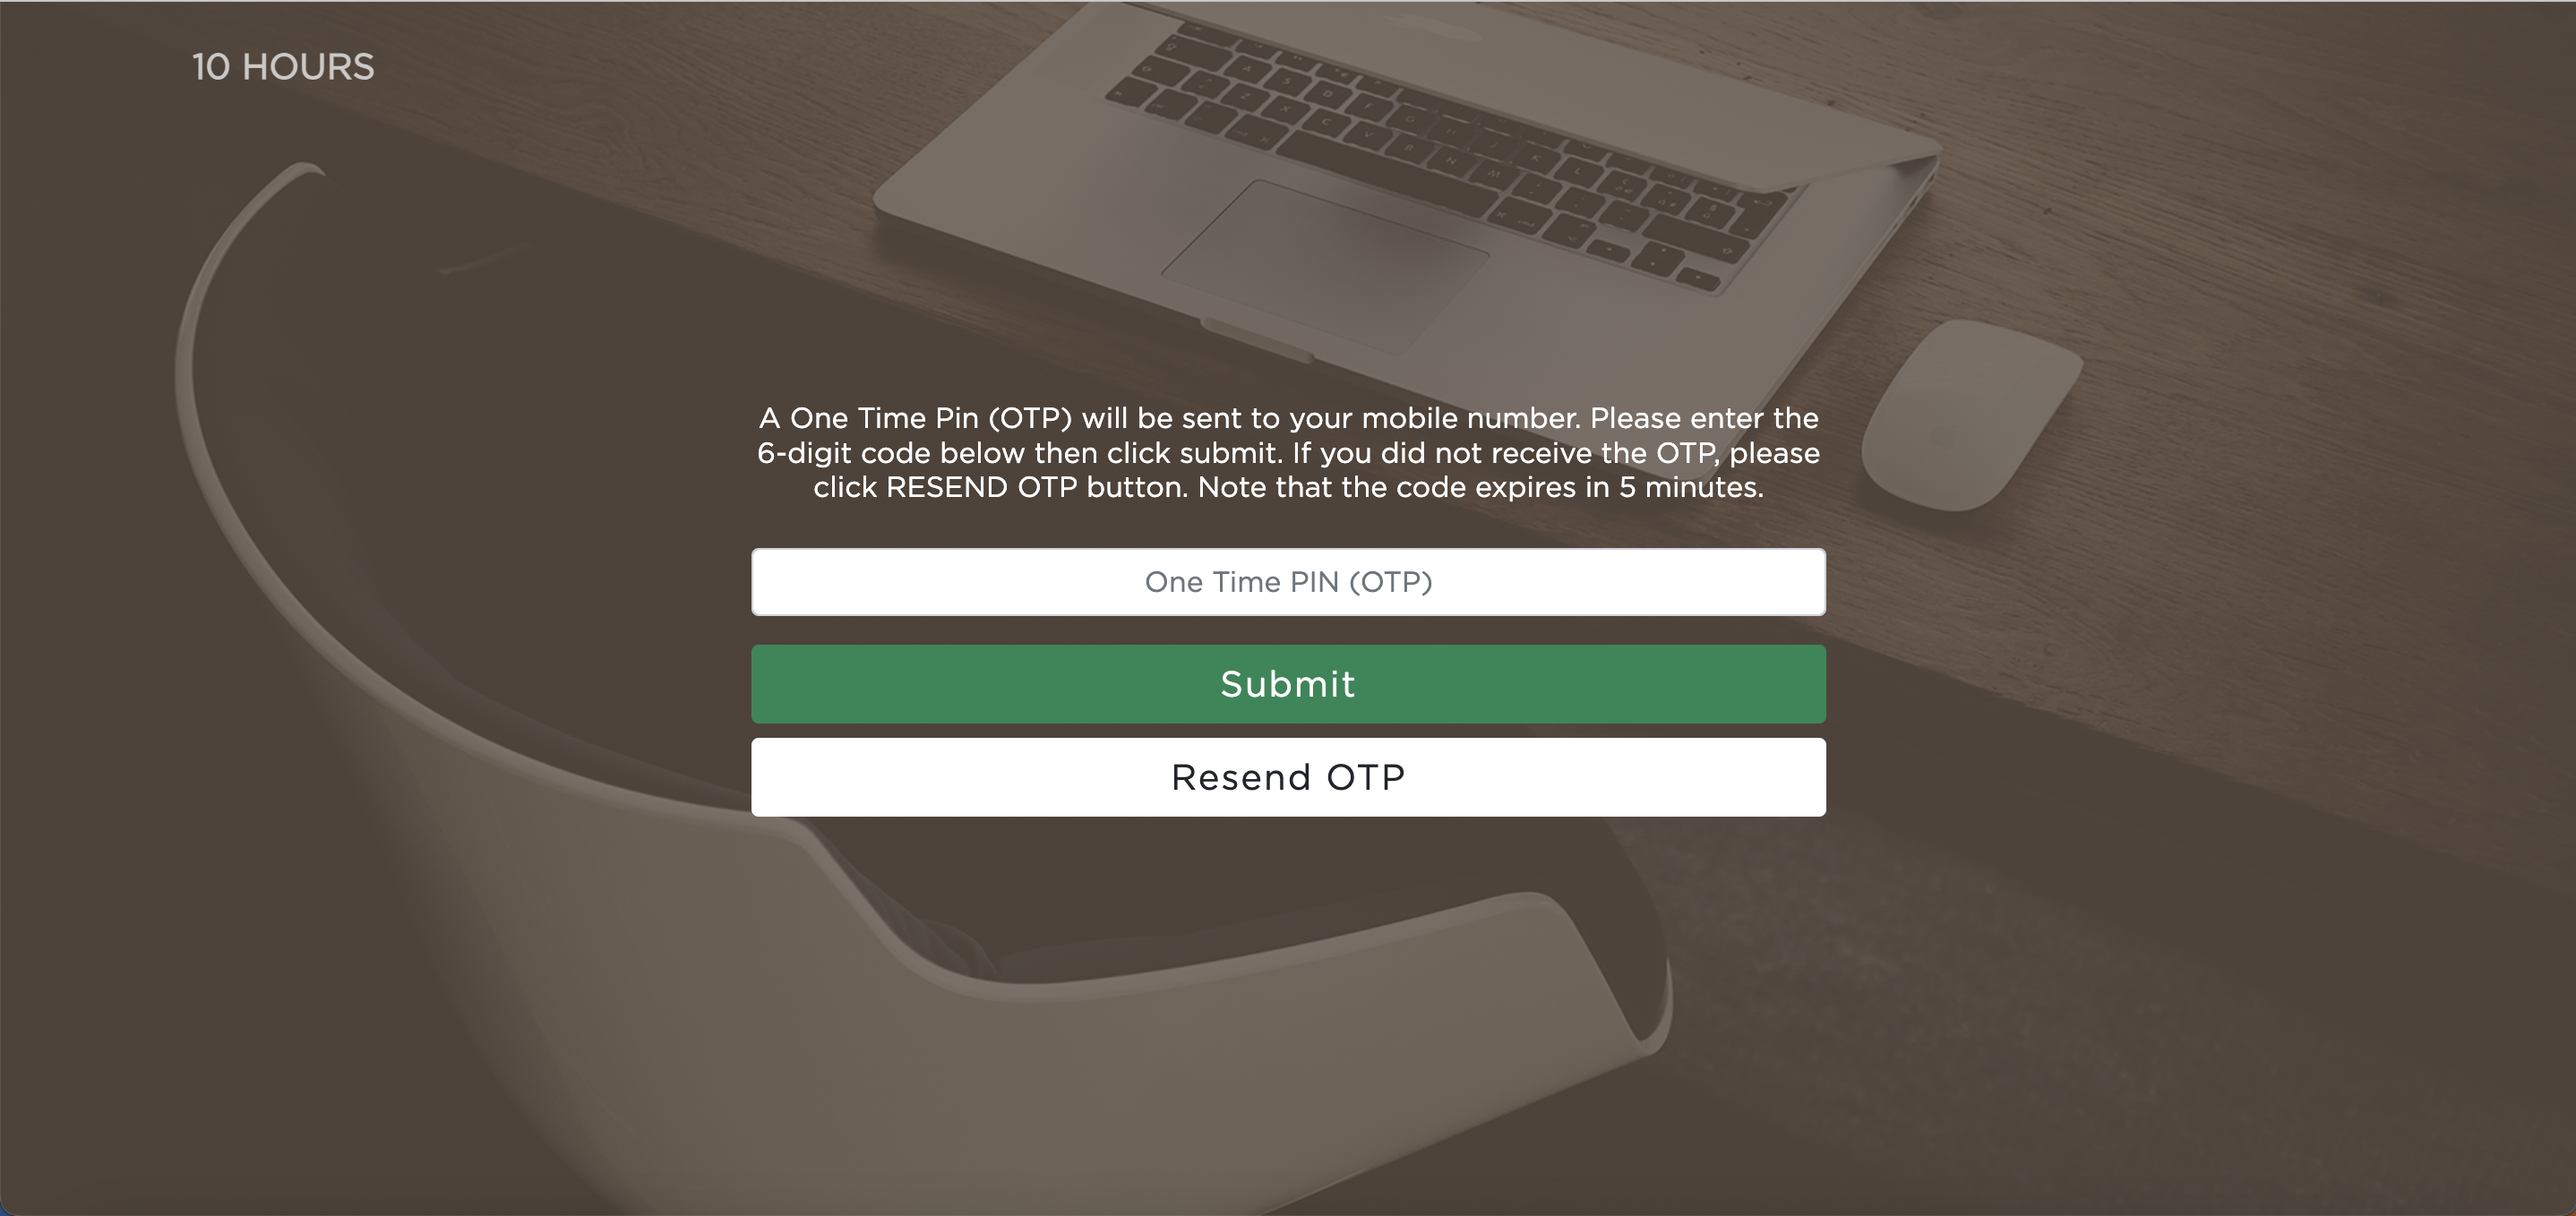 10 HOURS
A One Time Pin (OTP) will be sent to your mobile number. Please enter the
6-digit code below then click submit. If you did not receive the OTP, please
click RESEND OTP button. Note that the code expires in 5 minutes.
One Time PIN (OTP)
Submit
Resend OTP